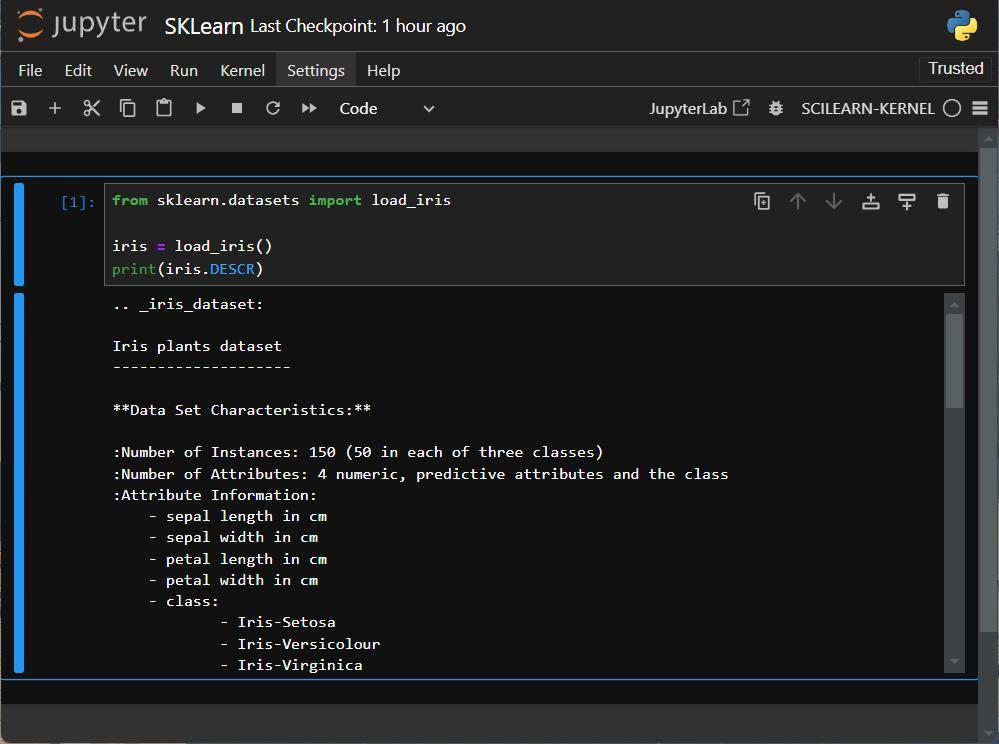 jupyter SKLearn Last Checkpoint: 1 hour ago
File Edit View Run Kernel Settings Help Trusted
Code JupyterLab SCILEARN-KERNEL
[1]: from sklearn.datasets import load_iris
iris = load_iris()
print(iris.DESCR)
.. _iris_dataset:
Iris plants dataset
--------------------
**Data Set Characteristics:**
:Number of Instances: 150 (50 in each of three classes)
:Number of Attributes: 4 numeric, predictive attributes and the class
:Attribute Information:
- sepal length in cm
- sepal width in cm
- petal length in cm
- petal width in cm
- class:
- Iris-Setosa
- Iris-Versicolour
- Iris-Virginica